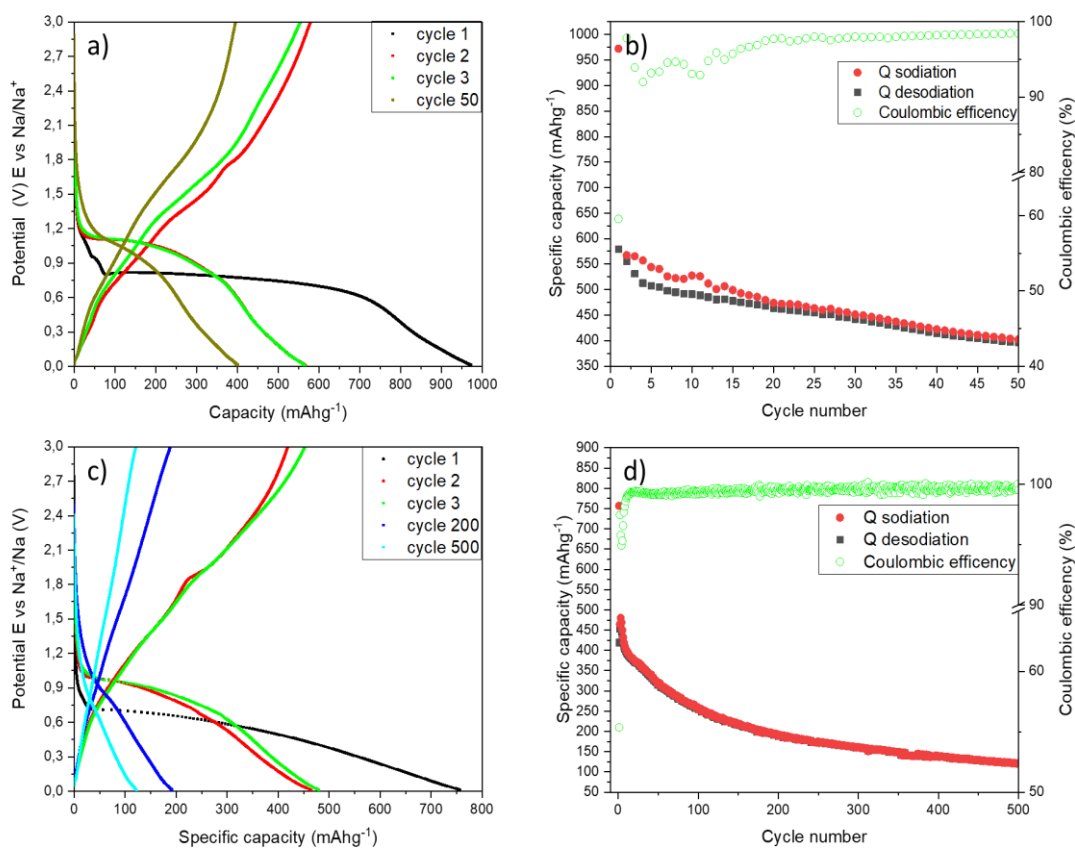 a)
3,0
2,7
2,4
2,1
1,8
1,5
1,2
0,9
0,6
0,3
0,0
Potential (V) E vs Na/Na⁺
cycle 1
cycle 2
cycle 3
cycle 50
0 100 200 300 400 500 600 700 800 900 1000
Capacity (mAhg⁻¹)
b)
1000
950
900
850
800
750
700
650
600
550
500
450
400
350
Specific capacity (mAhg⁻¹)
Q sodiation
Q desodiation
Coulombic efficency
100
90
80
60
50
40
Coulombic efficency (%)
0 5 10 15 20 25 30 35 40 45 50
Cycle number
c)
3,0
2,7
2,4
2,1
1,8
1,5
1,2
0,9
0,6
0,3
0,0
Potential E vs Na⁺/Na (V)
cycle 1
cycle 2
cycle 3
cycle 200
cycle 500
0 100 200 300 400 500 600 700 800
Specific capacity (mAhg⁻¹)
d)
900
850
800
750
700
650
600
550
500
450
400
350
300
250
200
150
100
50
Specific capacity (mAhg⁻¹)
Q sodiation
Q desodiation
Coulombic efficency
100
90
60
50
Coulombic efficency (%)
0 100 200 300 400 500
Cycle number